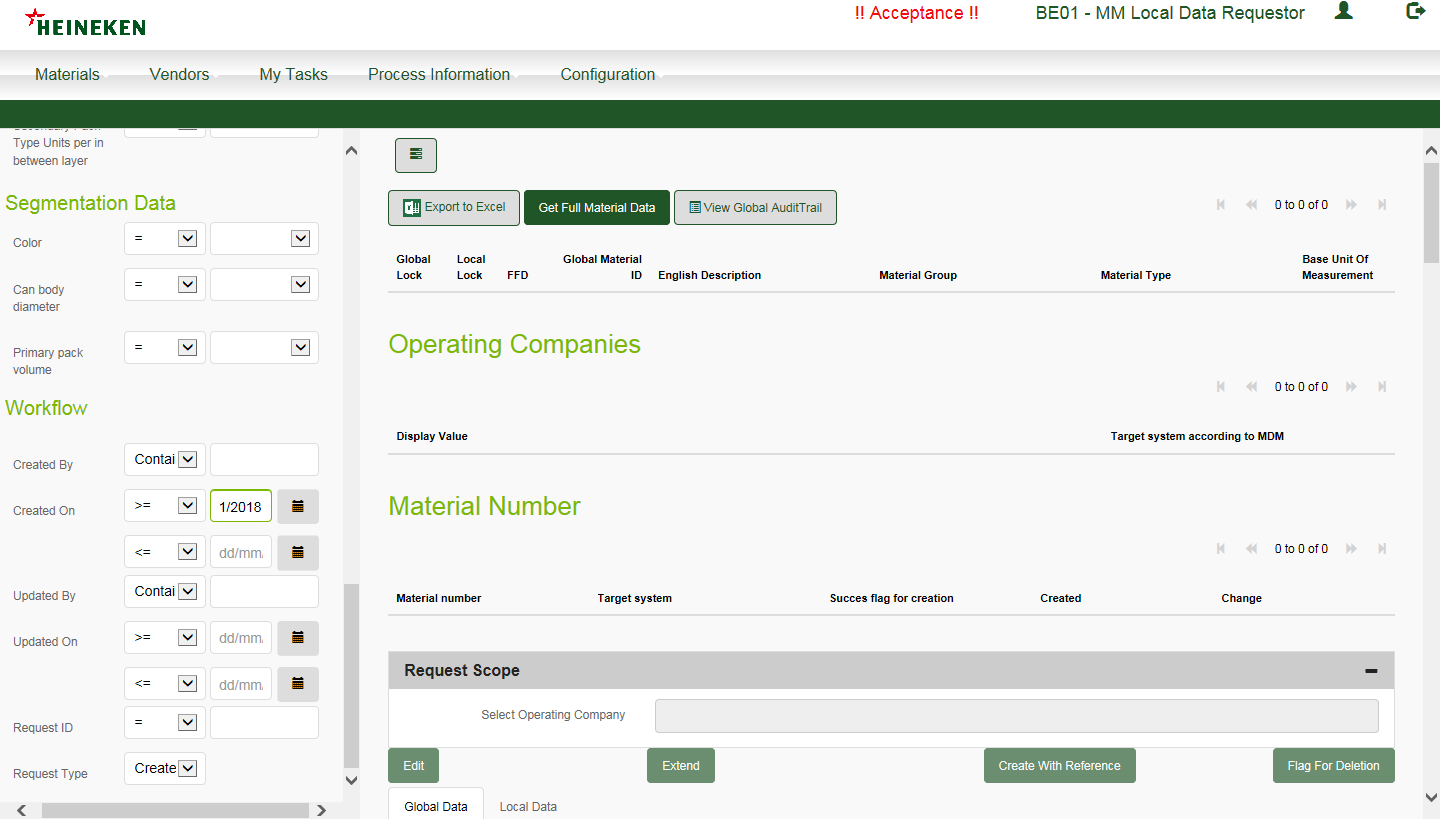 HEINEKEN
!! Acceptance !!
BE01 - MM Local Data Requestor
Materials
Vendors
My Tasks
Process Information
Configuration
Type Units per in
between layer
Segmentation Data
Color
=
Can body
diameter
=
Primary pack
volume
=
Workflow
Created By
Contai
Created On
>=
1/2018
<=
dd/mm
Updated By
Contai
Updated On
>=
dd/mm
<=
dd/mm
Request ID
=
Request Type
Create
Export to Excel
Get Full Material Data
View Global AuditTrail
0 to 0 of 0
Global
Lock
Local
Lock
FFD
Global Material
ID
English Description
Material Group
Material Type
Base Unit Of
Measurement
Operating Companies
0 to 0 of 0
Display Value
Target system according to MDM
Material Number
0 to 0 of 0
Material number
Target system
Succes flag for creation
Created
Change
Request Scope
Select Operating Company
Edit
Extend
Create With Reference
Flag For Deletion
Global Data
Local Data